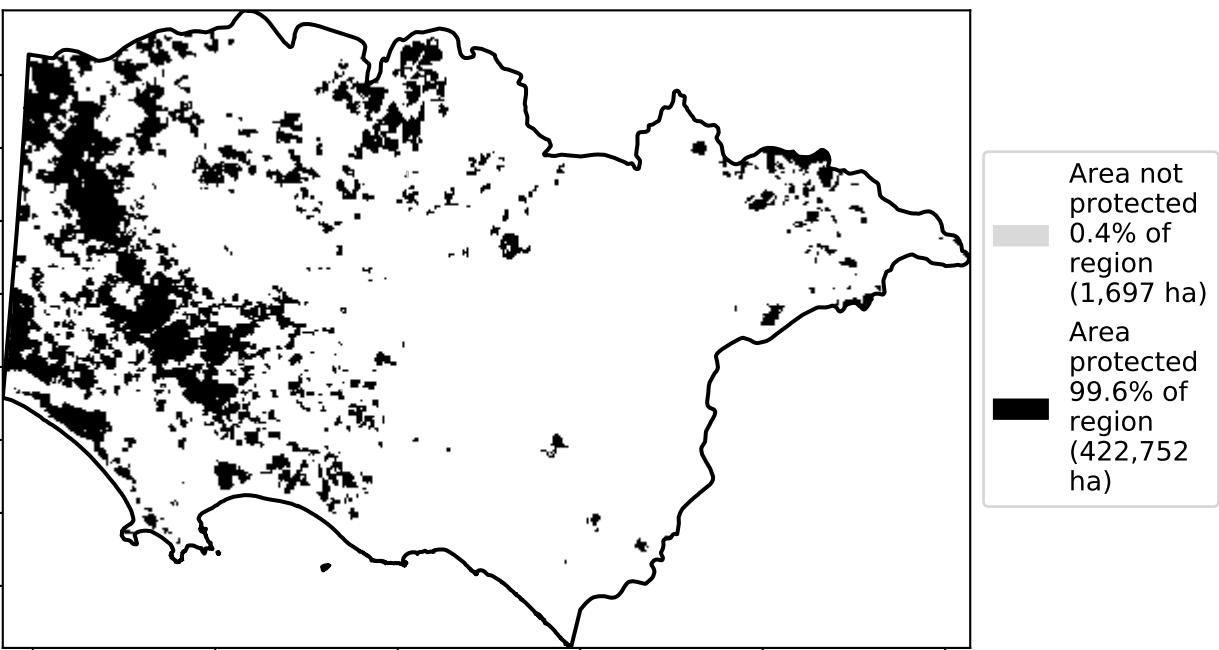 Area not
protected
0.4% of
region
(1,697 ha)
Area
protected
99.6% of
region
(422,752
ha)